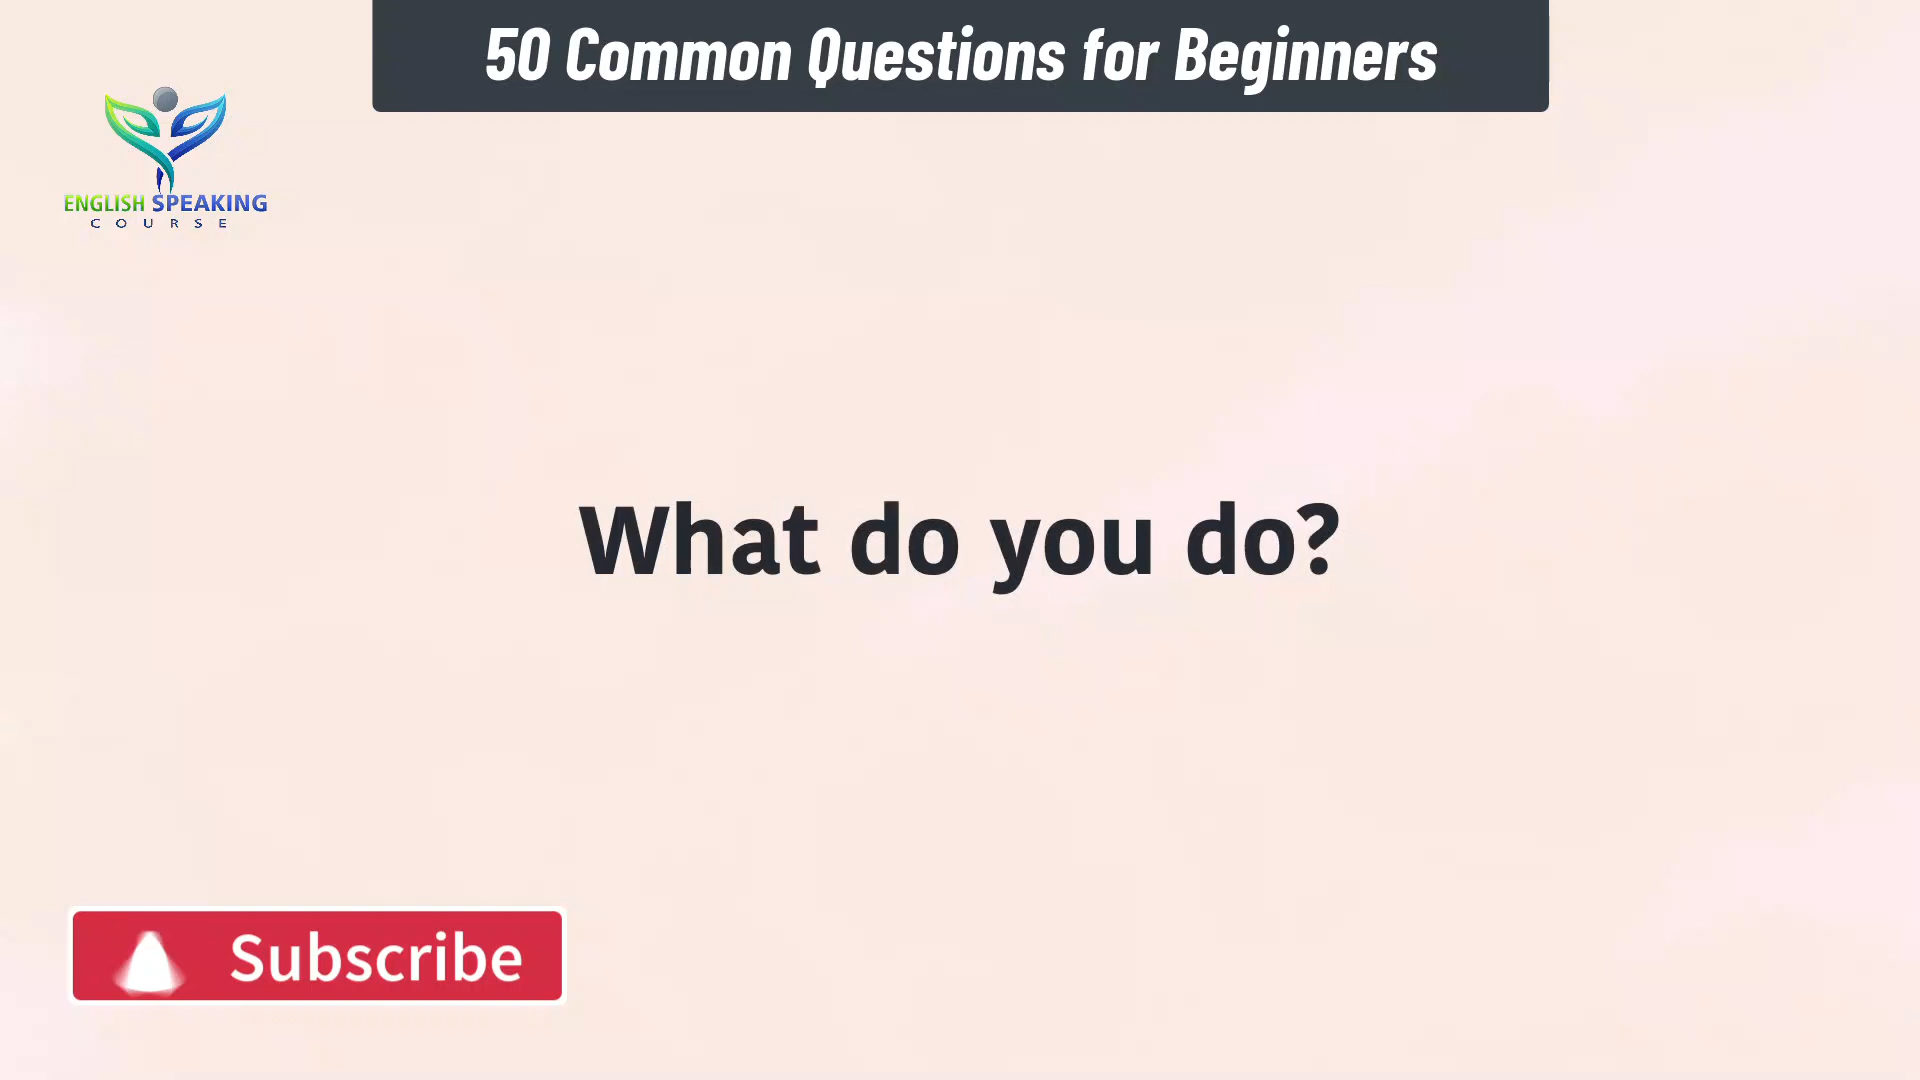 50 Common Questions for Beginners
ENGLISH SPEAKING
COURSE
What do you do?
Subscribe